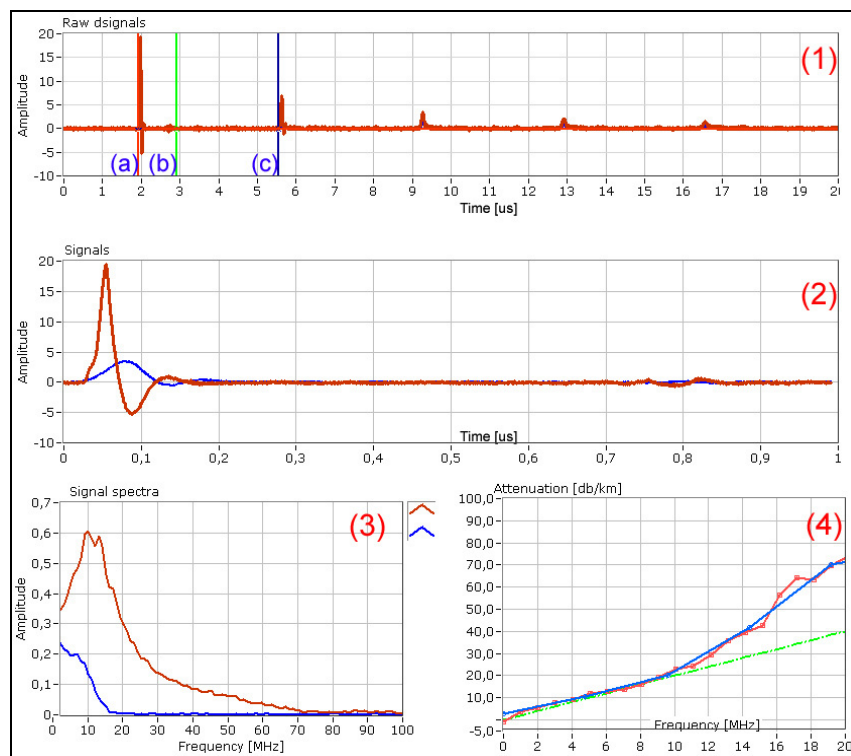 Raw dsignals
(1)
Amplitude
20
15
10
5
0
-5
-10
(a) (b) (c)
0 1 2 3 4 5 6 7 8 9 10 11 12 13 14 15 16 17 18 19 20
Time [us]
Signals
(2)
Amplitude
20
15
10
5
0
-5
-10
Time [us]
0 0,1 0,2 0,3 0,4 0,5 0,6 0,7 0,8 0,9 1
Signal spectra
(3)
Amplitude
0,7
0,6
0,5
0,4
0,3
0,2
0,1
0
10 20 30 40 50 60 70 80 90 100
Frequency [MHz]
Attenuation [db/km]
(4)
100,0
90,0
80,0
70,0
60,0
50,0
40,0
30,0
20,0
10,0
-5,0
Frequency [MHz]
0 2 4 6 8 10 12 14 16 18 20